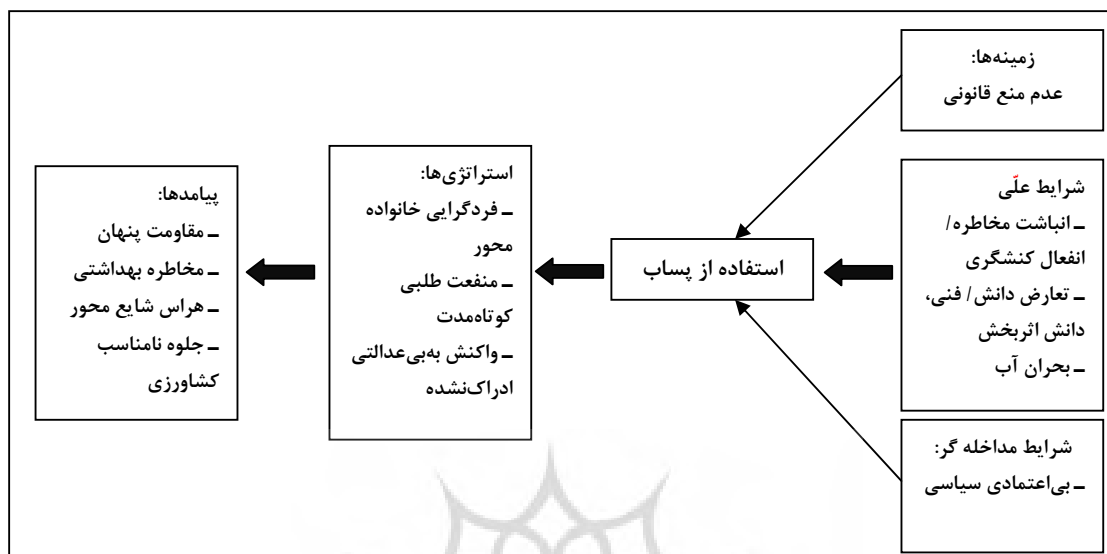 زمینه‌ها:
عدم منع قانونی
شرایط علّی
ـ انباشت مخاطره/
انفعال کنشگری
ـ تعارض دانش/ فنی،
دانش اثربخش
ـ بحران آب
شرایط مداخله گر:
ـ بی‌اعتمادی سیاسی
استفاده از پساب
استراتژی‌ها:
ـ فردگرایی خانواده
محور
ـ منفعت طلبی
کوتاه‌مدت
ـ واکنش به‌بی‌عدالتی
ادراک‌نشده
پیامدها:
ـ مقاومت پنهان
ـ مخاطره بهداشتی
ـ هراس شایع محور
ـ جلوه نامناسب
کشاورزی